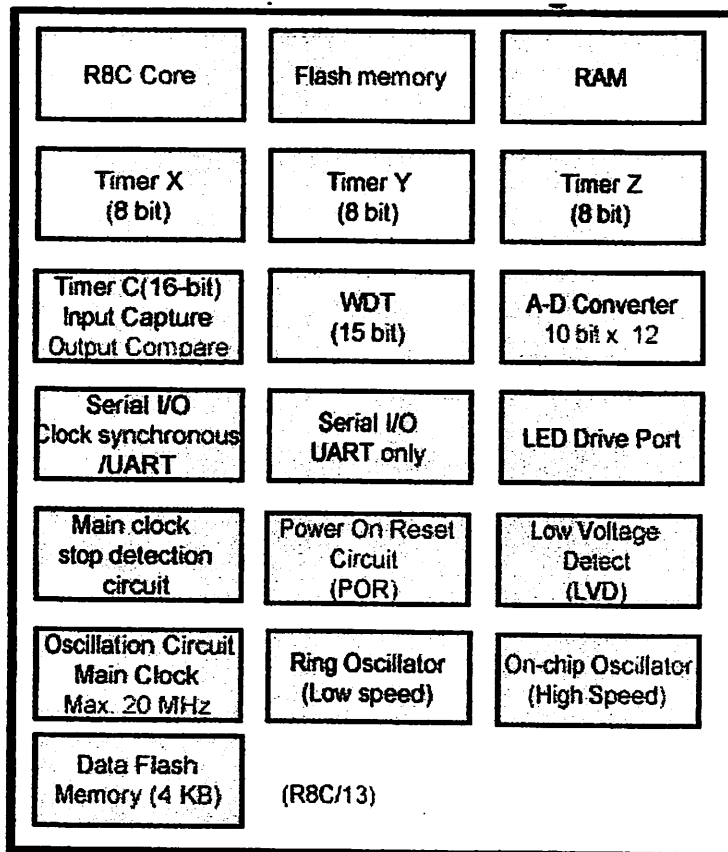 R8C Core
Flash memory
RAM
Timer X
(8 bit)
Timer Y
(8 bit)
Timer Z
(8 bit)
Timer C(16-bit)
Input Capture
Output Compare
WDT
(15 bit)
A-D Converter
10 bit x 12
Serial I/O
Clock synchronous
/UART
Serial I/O
UART only
LED Drive Port
Main clock
stop detection
circuit
Power On Reset
Circuit
(POR)
Low Voltage
Detect
(LVD)
Oscillation Circuit
Main Clock
Max. 20 MHz
Ring Oscillator
(Low speed)
On-chip Oscillator
(High Speed)
Data Flash
Memory (4 KB)
(R8C/13)